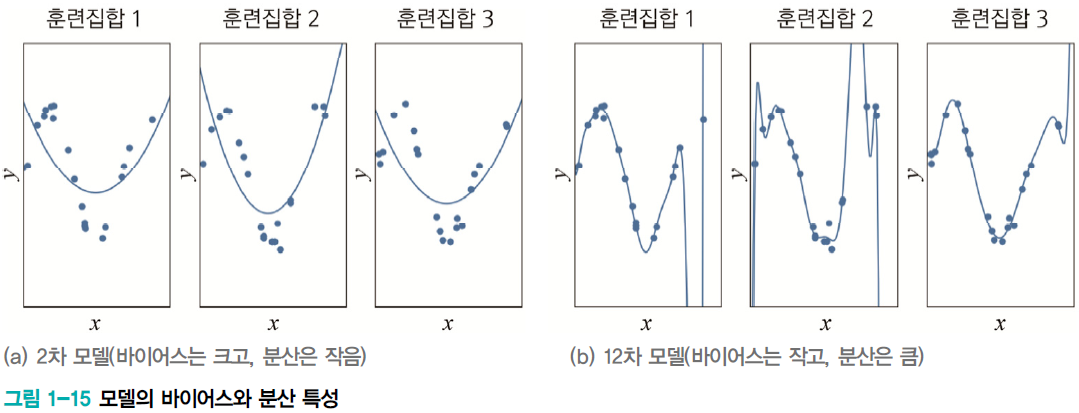 훈련집합 1 훈련집합 2 훈련집합 3 훈련집합 1 훈련집합 2 훈련집합 3
y y y y y y
x x x x x x
(a) 2차 모델(바이어스는 크고, 분산은 작음) (b) 12차 모델(바이어스는 작고, 분산은 큼)
그림 1-15 모델의 바이어스와 분산 특성